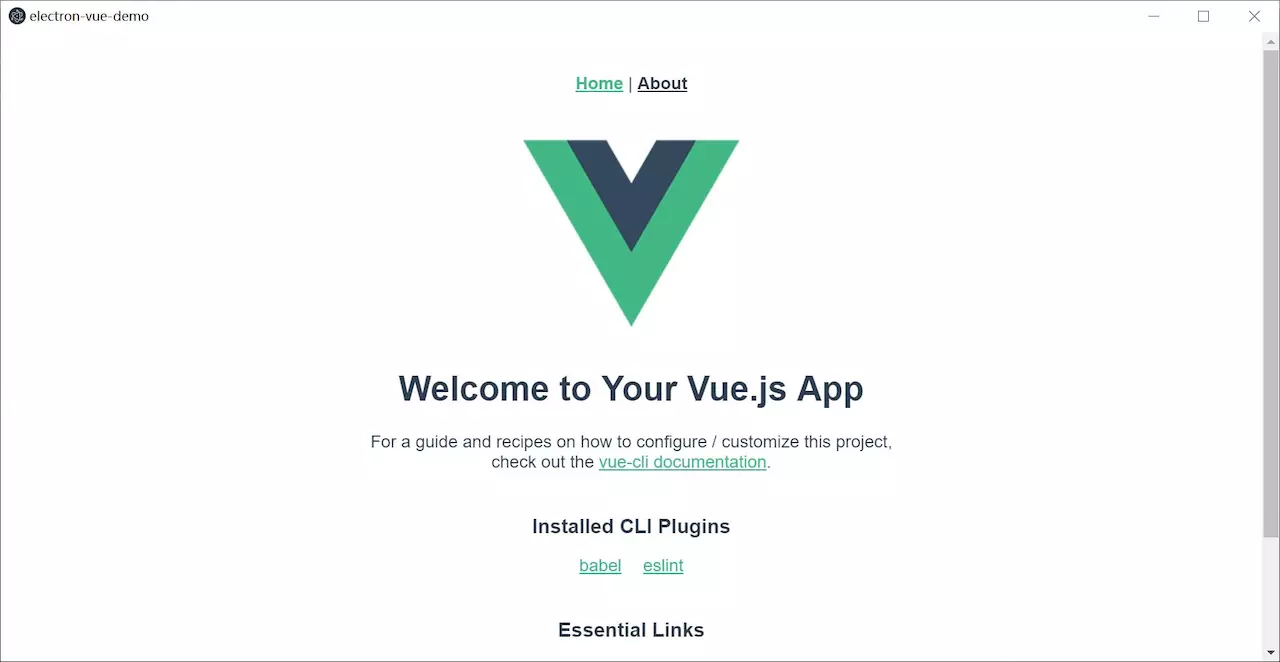 electron-vue-demo
Home | About
Welcome to Your Vue.js App
For a guide and recipes on how to configure / customize this project,
check out the vue-cli documentation.
Installed CLI Plugins
babel eslint
Essential Links